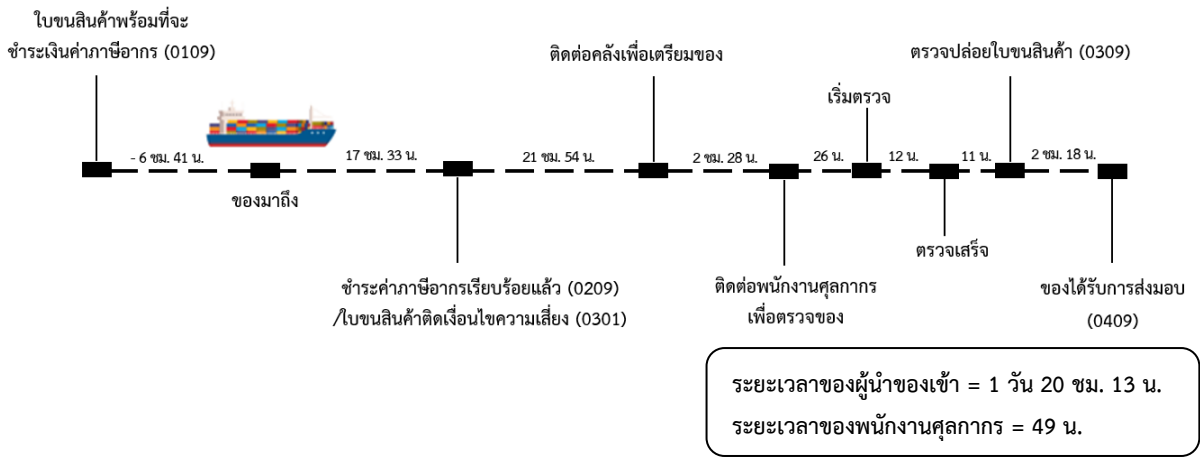 ใบขนสินค้าพร้อมที่จะ
ชำระเงินค่าภาษีอากร (0109)
ติดต่อคลังเพื่อเตรียมของ
ตรวจปล่อยใบขนสินค้า (0309)
เริ่มตรวจ
- 6 ชม. 41 น.
17 ชม. 33 น.
21 ชม. 54 น.
2 ชม. 28 น.
26 น.
12 น.
11 น.
2 ชม. 18 น.
ของมาถึง
ตรวจเสร็จ
ชำระค่าภาษีอากรเรียบร้อยแล้ว (0209)
/ใบขนสินค้าติดเงื่อนไขความเสี่ยง (0301)
ติดต่อพนักงานศุลกากร
เพื่อตรวจของ
ของได้รับการส่งมอบ
(0409)
ระยะเวลาของผู้นำของเข้า = 1 วัน 20 ชม. 13 น.
ระยะเวลาของพนักงานศุลกากร = 49 น.